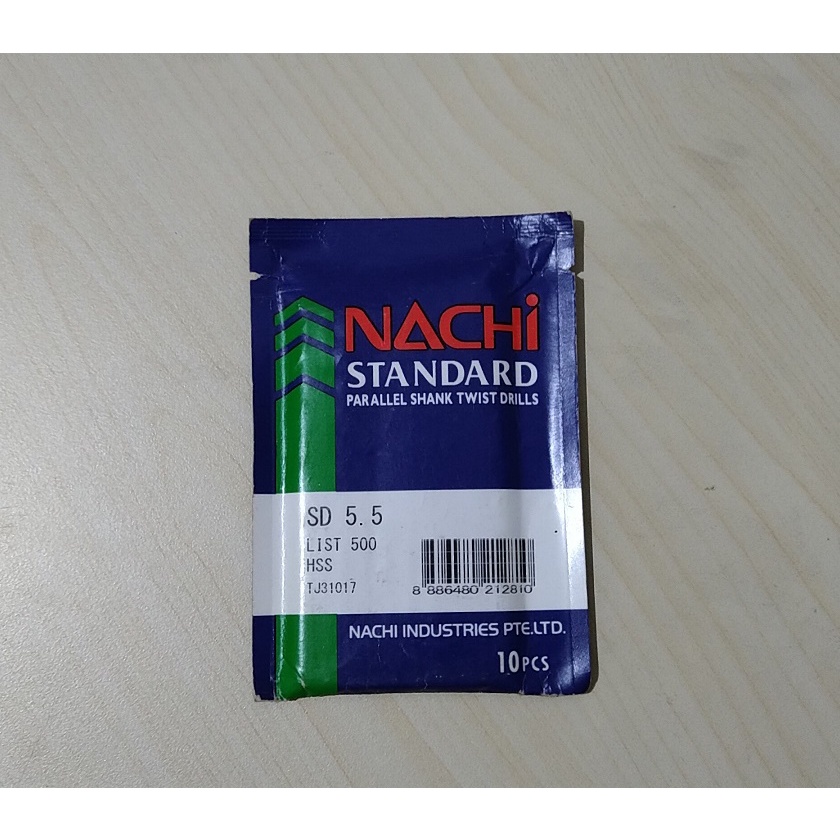 NACHi
STANDARD
PARALLEL SHANK TWIST DRILLS
SD 5.5
LIST 500
HSS
TJ31017
8 886480 212810
NACHI INDUSTRIES PTE.LTD.
10PCS